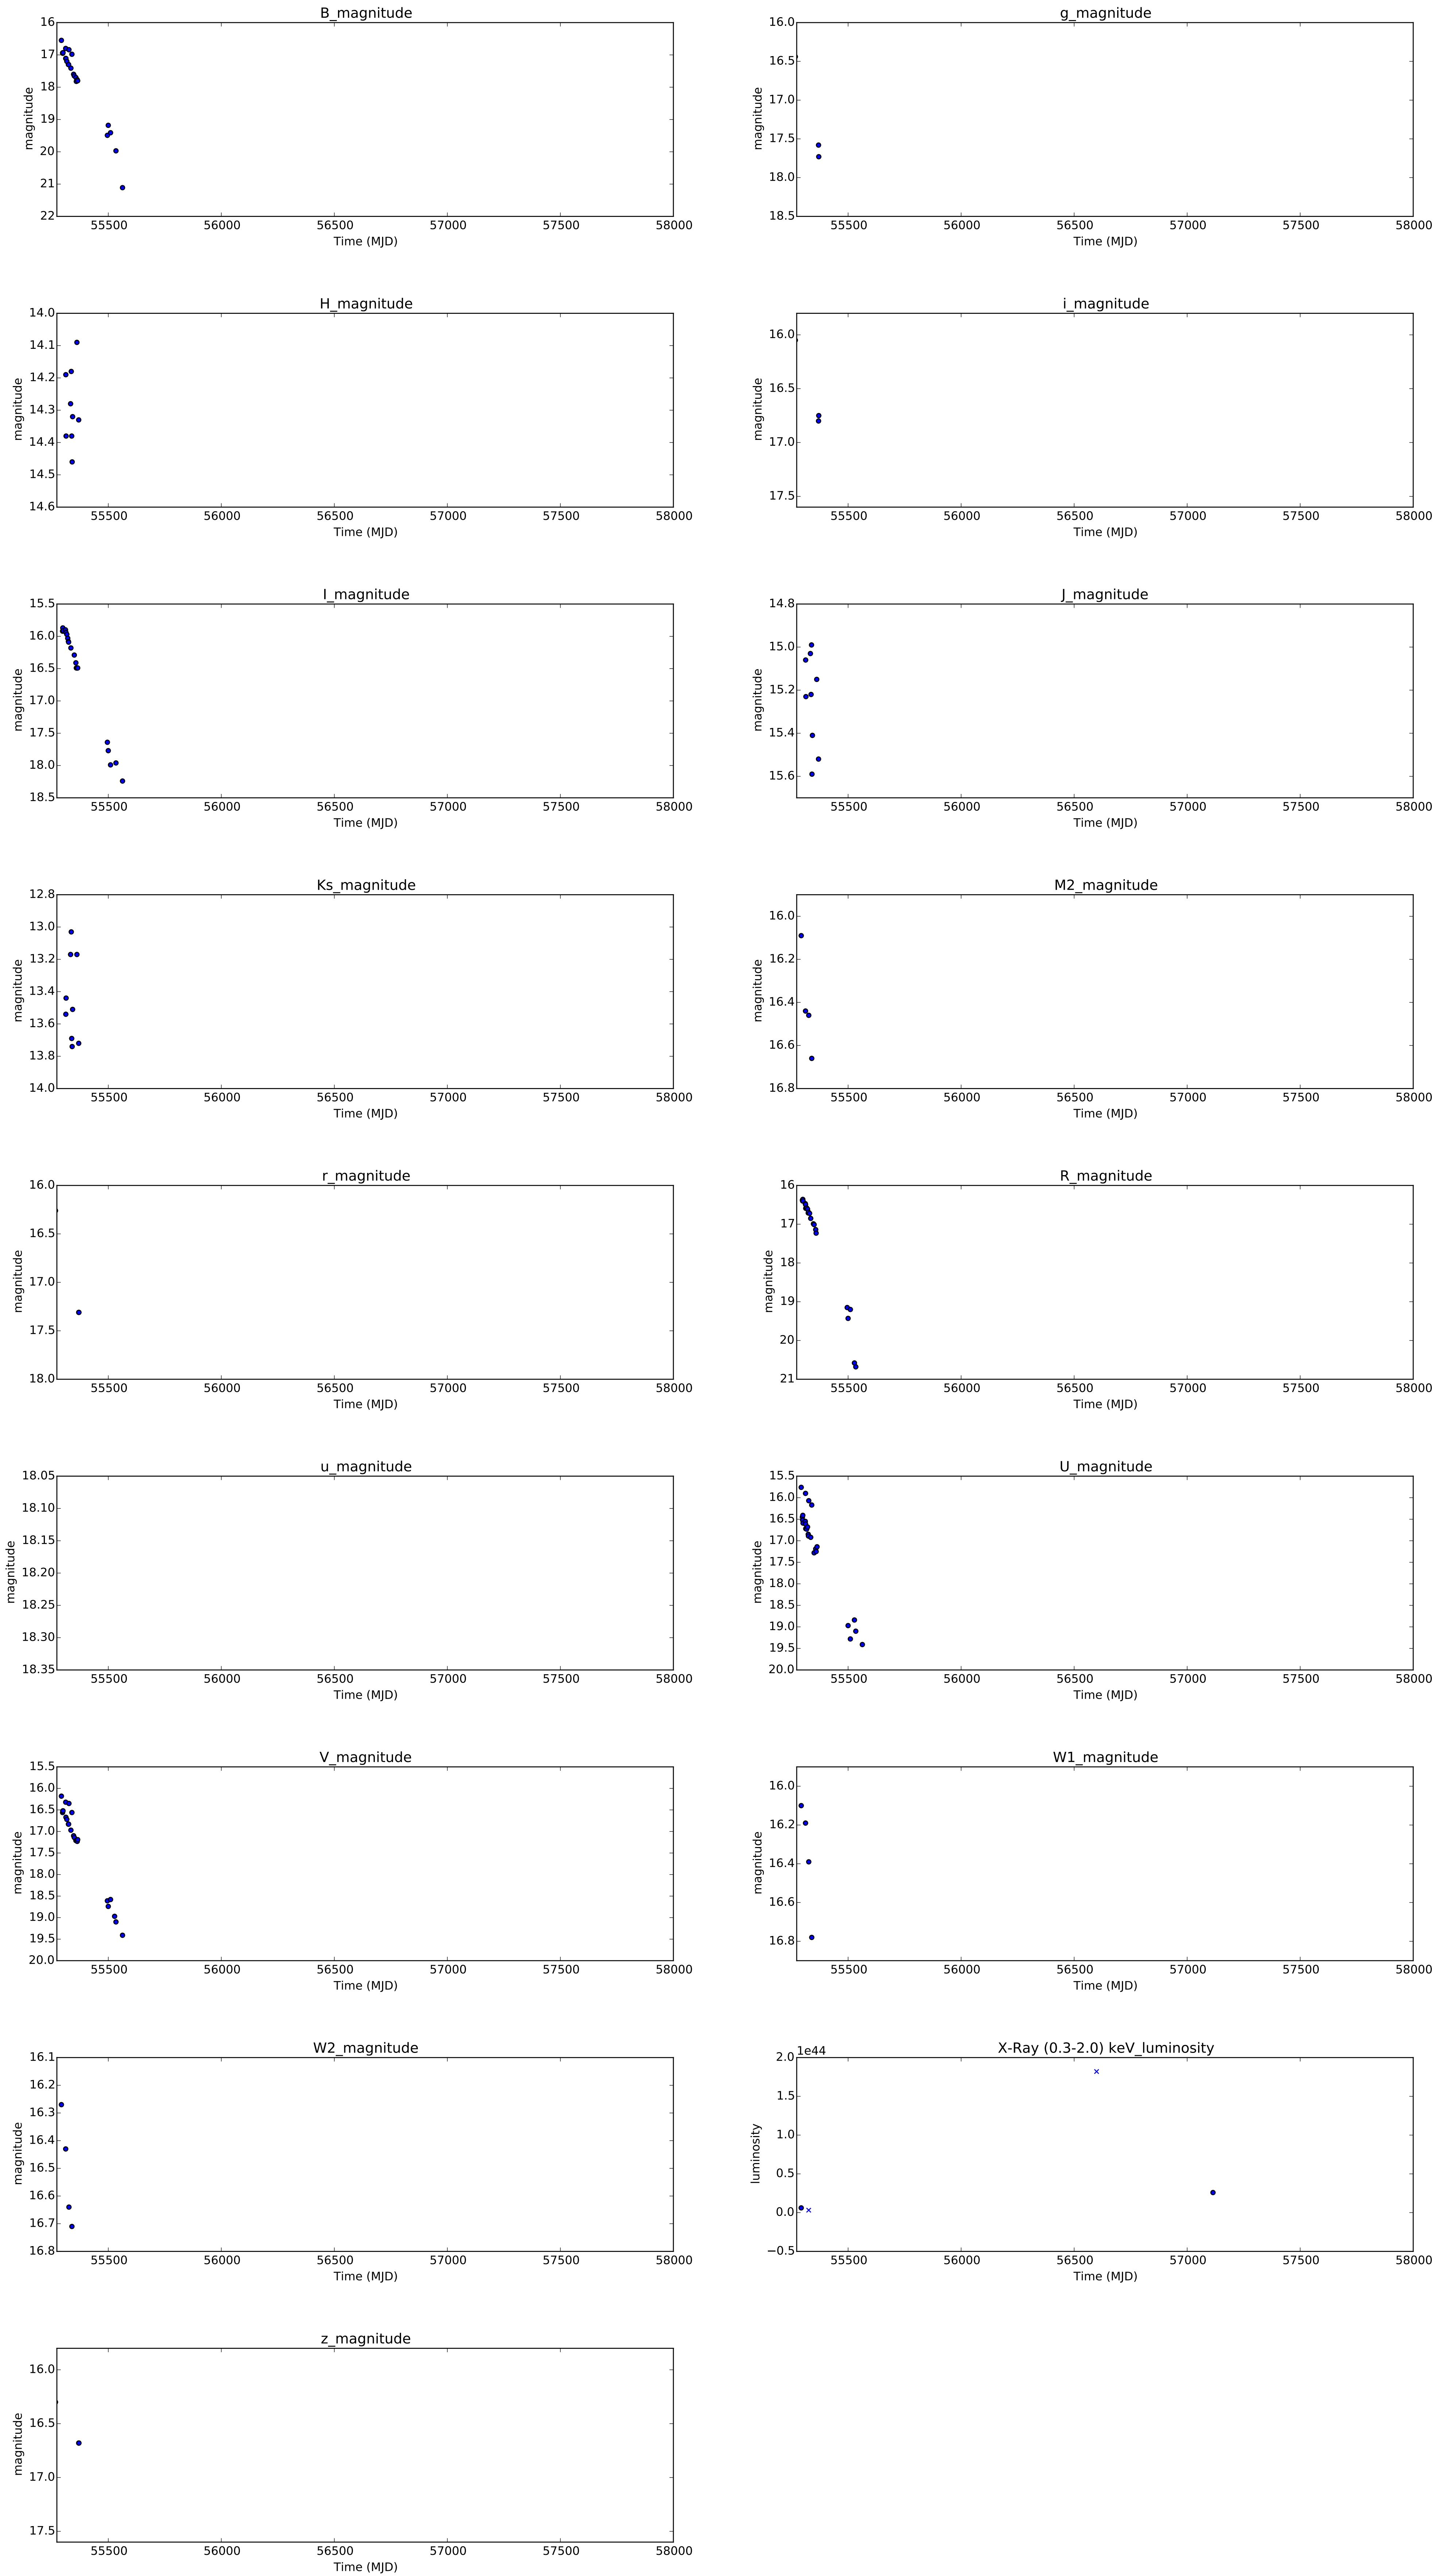 B_magnitude
magnitude
16
17
18
19
20
21
22
55500 56000 56500 57000 57500 58000
Time (MJD)
g_magnitude
magnitude
16.0
16.5
17.0
17.5
18.0
18.5
55500 56000 56500 57000 57500 58000
Time (MJD)
H_magnitude
magnitude
14.0
14.1
14.2
14.3
14.4
14.5
14.6
55500 56000 56500 57000 57500 58000
Time (MJD)
i_magnitude
magnitude
16.0
16.5
17.0
17.5
55500 56000 56500 57000 57500 58000
Time (MJD)
I_magnitude
magnitude
15.5
16.0
16.5
17.0
17.5
18.0
18.5
55500 56000 56500 57000 57500 58000
Time (MJD)
J_magnitude
magnitude
14.8
15.0
15.2
15.4
15.6
55500 56000 56500 57000 57500 58000
Time (MJD)
Ks_magnitude
magnitude
12.8
13.0
13.2
13.4
13.6
13.8
14.0
55500 56000 56500 57000 57500 58000
Time (MJD)
M2_magnitude
magnitude
16.0
16.2
16.4
16.6
16.8
55500 56000 56500 57000 57500 58000
Time (MJD)
r_magnitude
magnitude
16.0
16.5
17.0
17.5
18.0
55500 56000 56500 57000 57500 58000
Time (MJD)
R_magnitude
magnitude
16
17
18
19
20
21
55500 56000 56500 57000 57500 58000
Time (MJD)
u_magnitude
magnitude
18.05
18.10
18.15
18.20
18.25
18.30
18.35
55500 56000 56500 57000 57500 58000
Time (MJD)
U_magnitude
magnitude
15.5
16.0
16.5
17.0
17.5
18.0
18.5
19.0
19.5
20.0
55500 56000 56500 57000 57500 58000
Time (MJD)
V_magnitude
magnitude
15.5
16.0
16.5
17.0
17.5
18.0
18.5
19.0
19.5
20.0
55500 56000 56500 57000 57500 58000
Time (MJD)
W1_magnitude
magnitude
16.0
16.2
16.4
16.6
16.8
55500 56000 56500 57000 57500 58000
Time (MJD)
W2_magnitude
magnitude
16.1
16.2
16.3
16.4
16.5
16.6
16.7
16.8
55500 56000 56500 57000 57500 58000
Time (MJD)
X-Ray (0.3-2.0) keV_luminosity
1e44
luminosity
2.0
1.5
1.0
0.5
0.0
−0.5
55500 56000 56500 57000 57500 58000
Time (MJD)
z_magnitude
magnitude
16.0
16.5
17.0
17.5
55500 56000 56500 57000 57500 58000
Time (MJD)